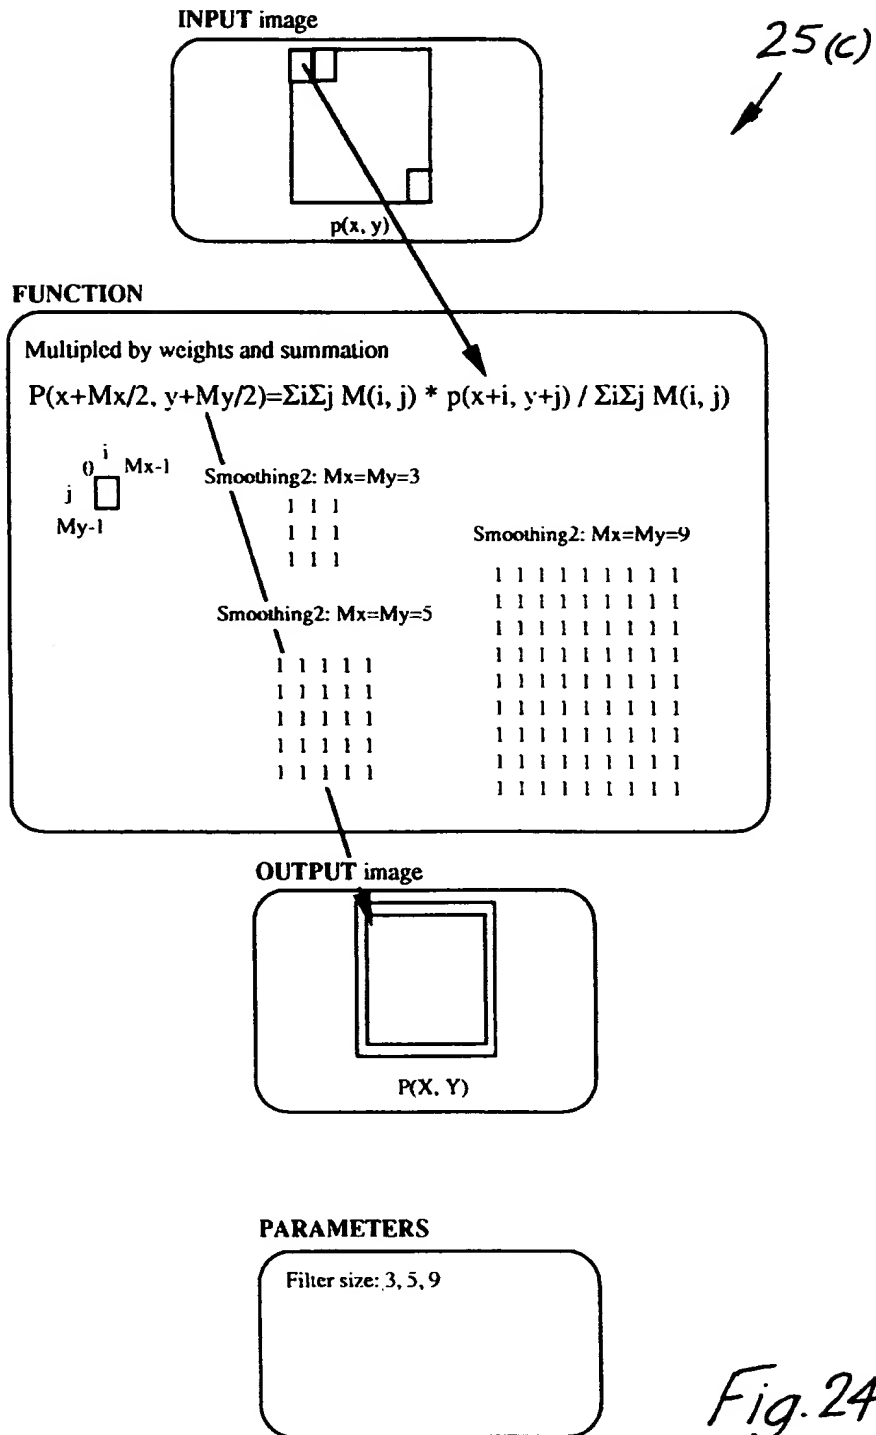 INPUT image
25(c)
p(x, y)
FUNCTION
Multipled by weights and summation
P(x+Mx/2, y+My/2)=ΣiΣj M(i, j) * p(x+i, y+j) / ΣiΣj M(i, j)
i
0 Mx-1
j
My-1
Smoothing2: Mx=My=3
1 1 1
1 1 1
1 1 1
Smoothing2: Mx=My=5
1 1 1 1 1
1 1 1 1 1
1 1 1 1 1
1 1 1 1 1
1 1 1 1 1
Smoothing2: Mx=My=9
1 1 1 1 1 1 1 1 1
1 1 1 1 1 1 1 1 1
1 1 1 1 1 1 1 1 1
1 1 1 1 1 1 1 1 1
1 1 1 1 1 1 1 1 1
1 1 1 1 1 1 1 1 1
1 1 1 1 1 1 1 1 1
1 1 1 1 1 1 1 1 1
1 1 1 1 1 1 1 1 1
OUTPUT image
P(X, Y)
PARAMETERS
Filter size: 3, 5, 9
Fig. 24